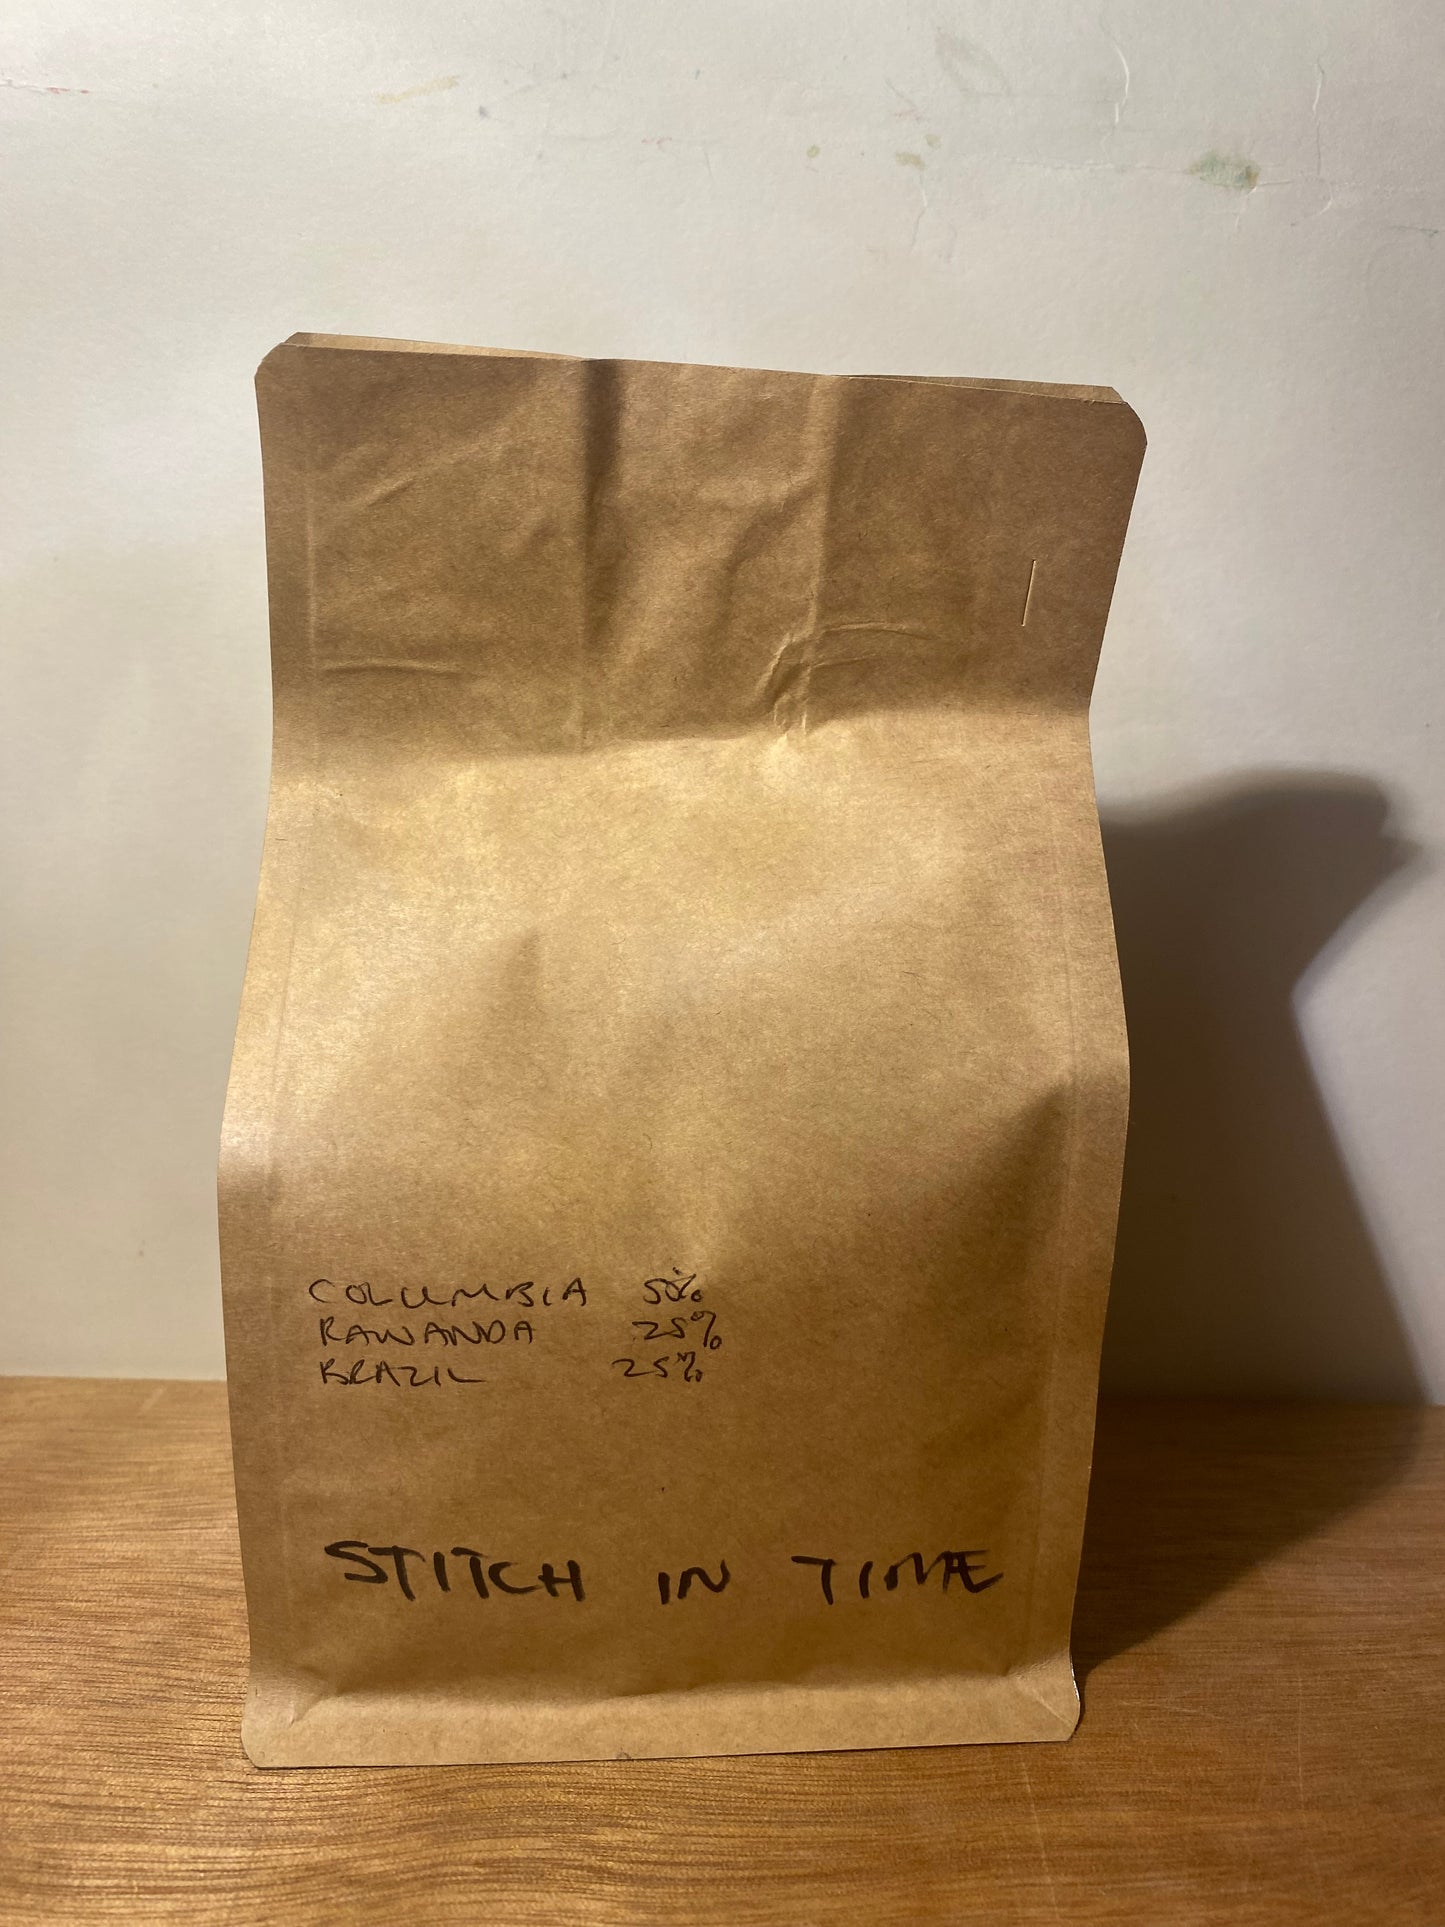 COLUMBIA 50%
RAWANDA 25%
BRAZIL 25%
STITCH IN TIME